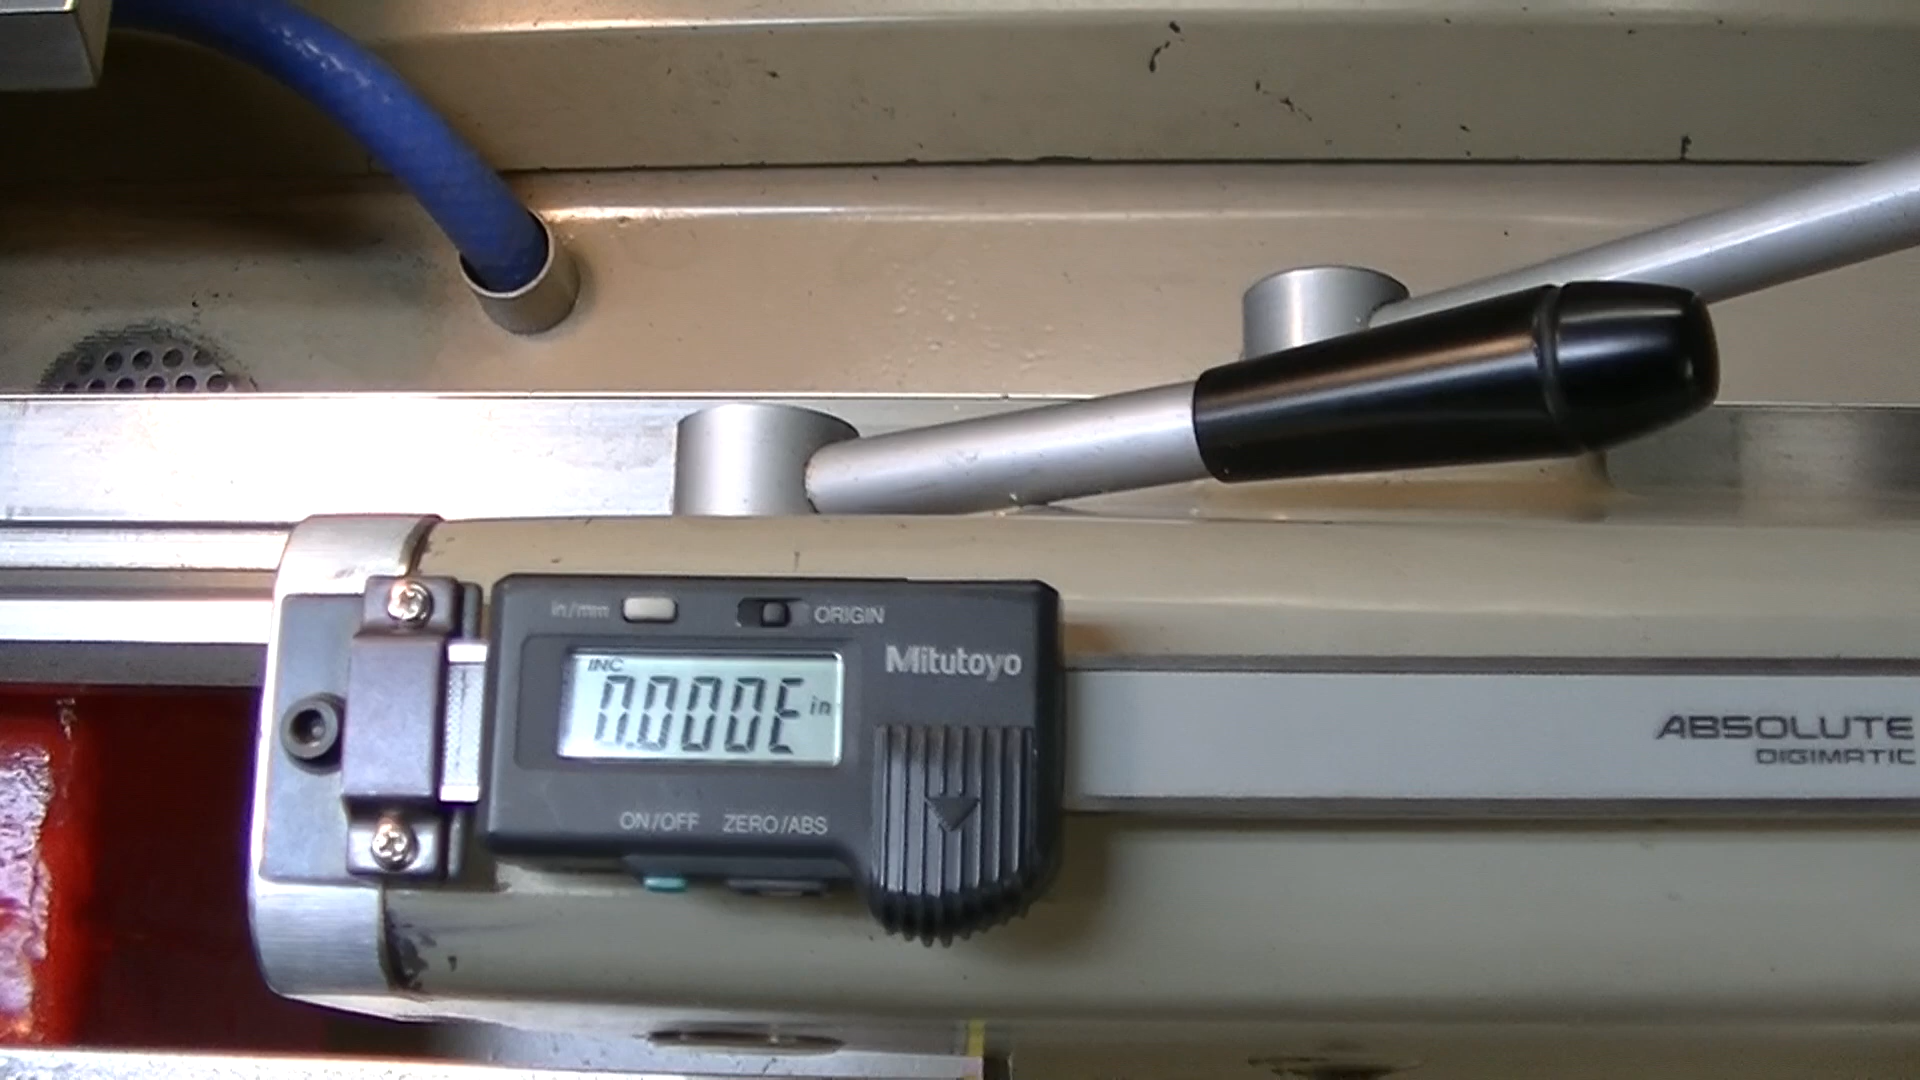 in/mm ORIGIN
Mitutoyo
INC
0.000E in
ON/OFF ZERO/ABS
ABSOLUTE
DIGIMATIC